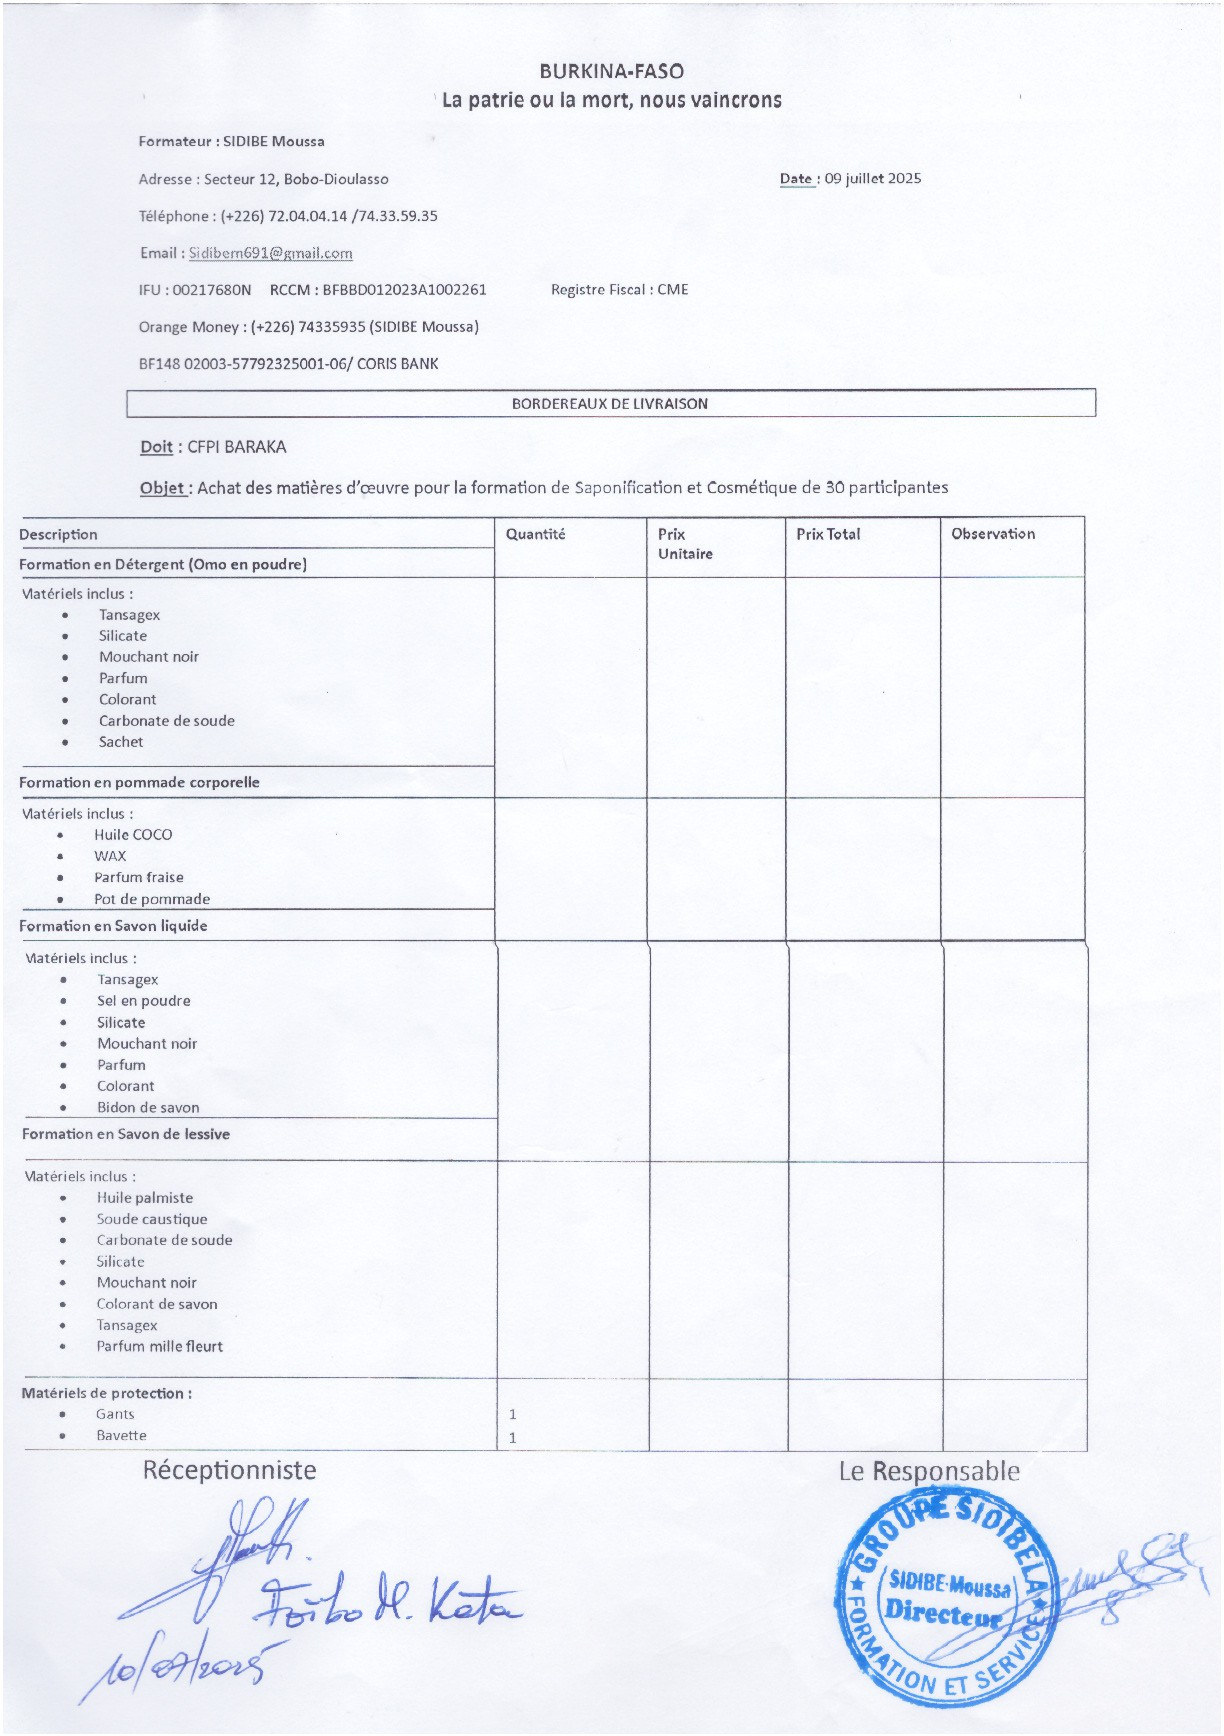 BURKINA-FASO
La patrie ou la mort, nous vaincrons
Formateur : SIDIBE Moussa
Adresse : Secteur 12, Bobo-Dioulasso
Date : 09 juillet 2025
Téléphone : (+226) 72.04.04.14 /74.33.59.35
Email : Sidibem691@gmail.com
IFU : 00217680N RCCM : BFBBD012023A1002261 Registre Fiscal : CME
Orange Money : (+226) 74335935 (SIDIBE Moussa)
BF148 02003-57792325001-06/ CORIS BANK
BORDEREAUX DE LIVRAISON
Doit : CFPI BARAKA
Objet : Achat des matières d'œuvre pour la formation de Saponification et Cosmétique de 30 participantes
Description Quantité Prix Unitaire Prix Total Observation
Formation en Détergent (Omo en poudre)
Matériels inclus :
• Tansagex
• Silicate
• Mouchant noir
• Parfum
• Colorant
• Carbonate de soude
• Sachet
Formation en pommade corporelle
Matériels inclus :
• Huile COCO
• WAX
• Parfum fraise
• Pot de pommade
Formation en Savon liquide
Matériels inclus :
• Tansagex
• Sel en poudre
• Silicate
• Mouchant noir
• Parfum
• Colorant
• Bidon de savon
Formation en Savon de lessive
Matériels inclus :
• Huile palmiste
• Soude caustique
• Carbonate de soude
• Silicate
• Mouchant noir
• Colorant de savon
• Tansagex
• Parfum mille fleurt
Matériels de protection :
• Gants 1
• Bavette 1
Réceptionniste
Le Responsable
M. Kata
10/07/2025
GROUPE SIDIBELA
SIDIBE Moussa
Directeur
FORMATION ET SERVICE